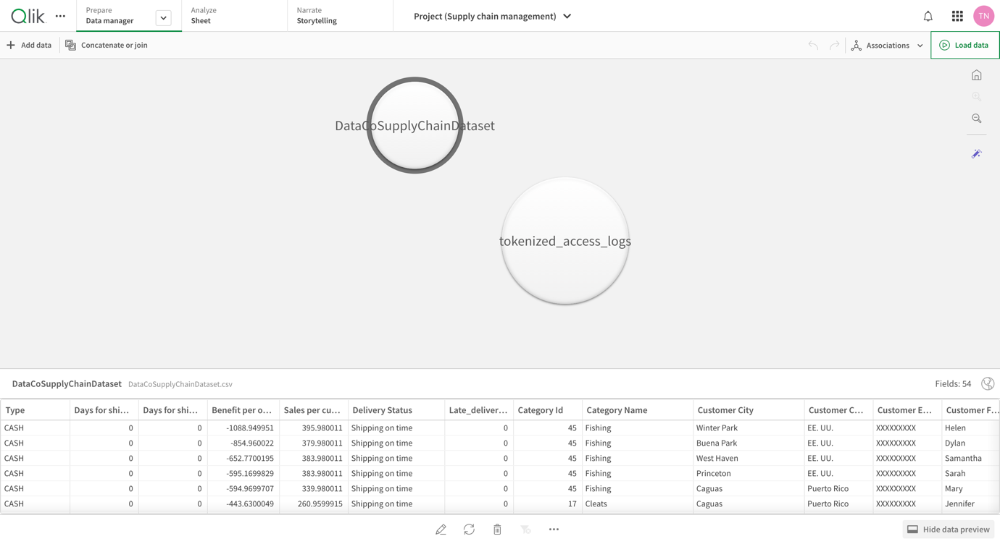 Qlik
Prepare
Data manager
Analyze
Sheet
Narrate
Storytelling
Project (Supply chain management)
TN
Add data
Concatenate or join
Associations
Load data
DataCoSupplyChainDataset
tokenized_access_logs
DataCoSupplyChainDataset DataCoSupplyChainDataset.csv
Fields: 54
Type Days for shi... Days for shi... Benefit per o... Sales per cu... Delivery Status Late_deliver... Category Id Category Name Customer City Customer C... Customer E... Customer F...
CASH 0 0 -1088.949951 395.980011 Shipping on time 0 45 Fishing Winter Park EE. UU. XXXXXXXXX Helen
CASH 0 0 -854.960022 379.980011 Shipping on time 0 45 Fishing Buena Park EE. UU. XXXXXXXXX Dylan
CASH 0 0 -652.7700195 383.980011 Shipping on time 0 45 Fishing West Haven EE. UU. XXXXXXXXX Samantha
CASH 0 0 -595.1699829 383.980011 Shipping on time 0 45 Fishing Princeton EE. UU. XXXXXXXXX Sarah
CASH 0 0 -594.9699707 339.980011 Shipping on time 0 45 Fishing Caguas Puerto Rico XXXXXXXXX Mary
CASH 0 0 -443.6300049 260.9599915 Shipping on time 0 17 Cleats Caguas Puerto Rico XXXXXXXXX Jennifer
Hide data preview